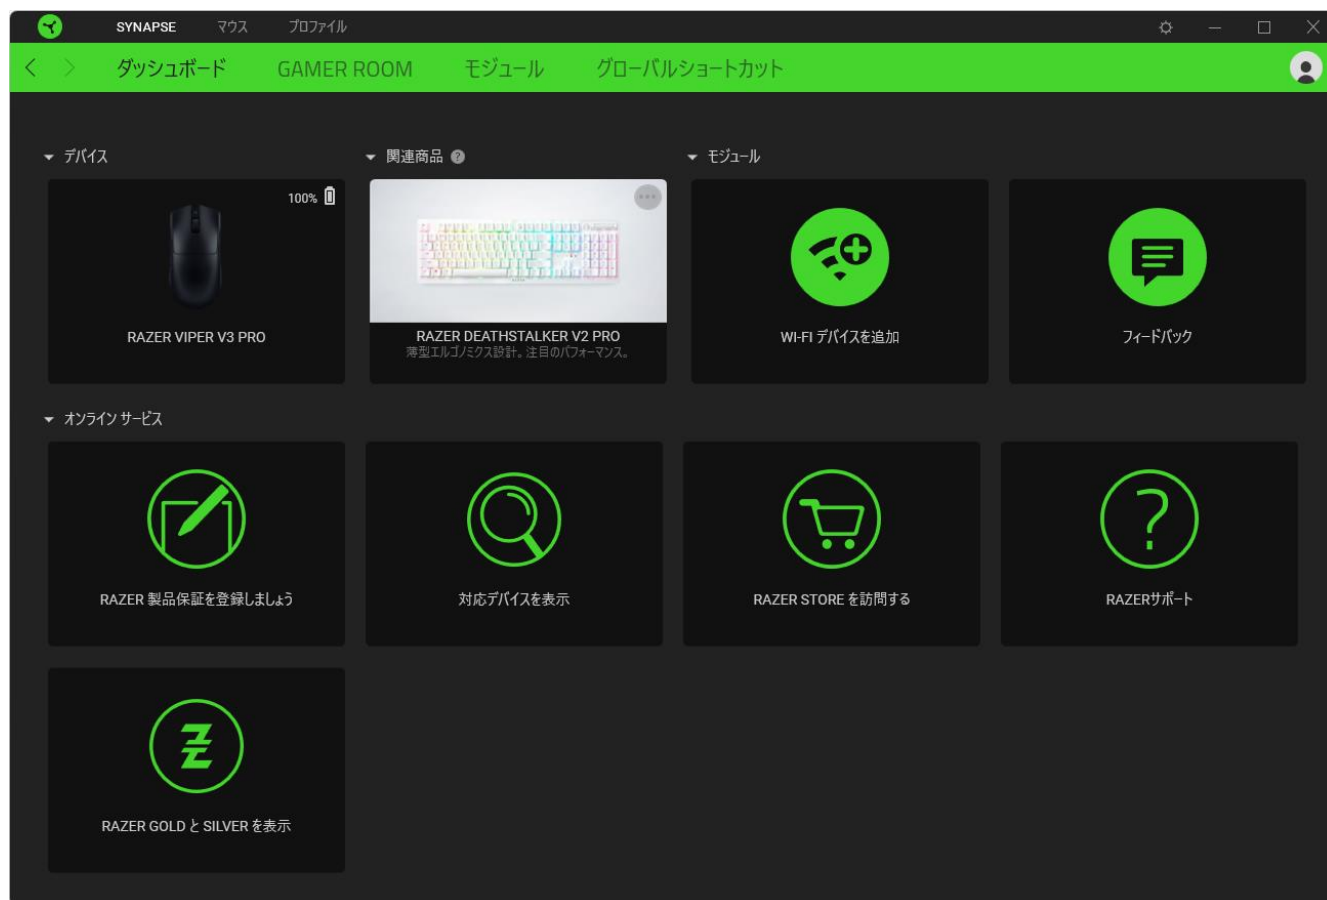 SYNAPSE マウス プロファイル
ダッシュボード GAMER ROOM モジュール グローバルショートカット
デバイス 関連商品 ? モジュール
100%
RAZER VIPER V3 PRO
RAZER DEATHSTALKER V2 PRO
薄型エルゴノミクス設計。注目のパフォーマンス。
WI-FI デバイスを追加
フィードバック
オンライン サービス
RAZER 製品保証を登録しましょう
対応デバイスを表示
RAZER STORE を訪問する
RAZERサポート
RAZER GOLD と SILVER を表示